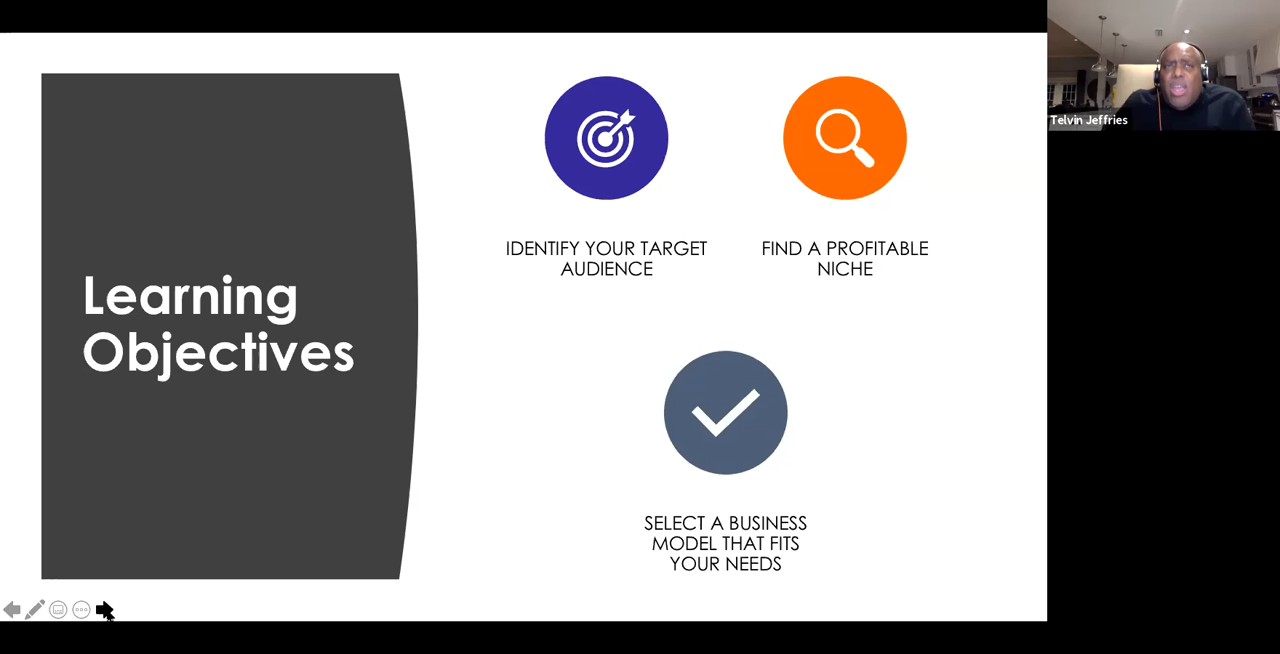 Learning
Objectives
IDENTIFY YOUR TARGET
AUDIENCE
FIND A PROFITABLE
NICHE
SELECT A BUSINESS
MODEL THAT FITS
YOUR NEEDS
Telvin Jeffries